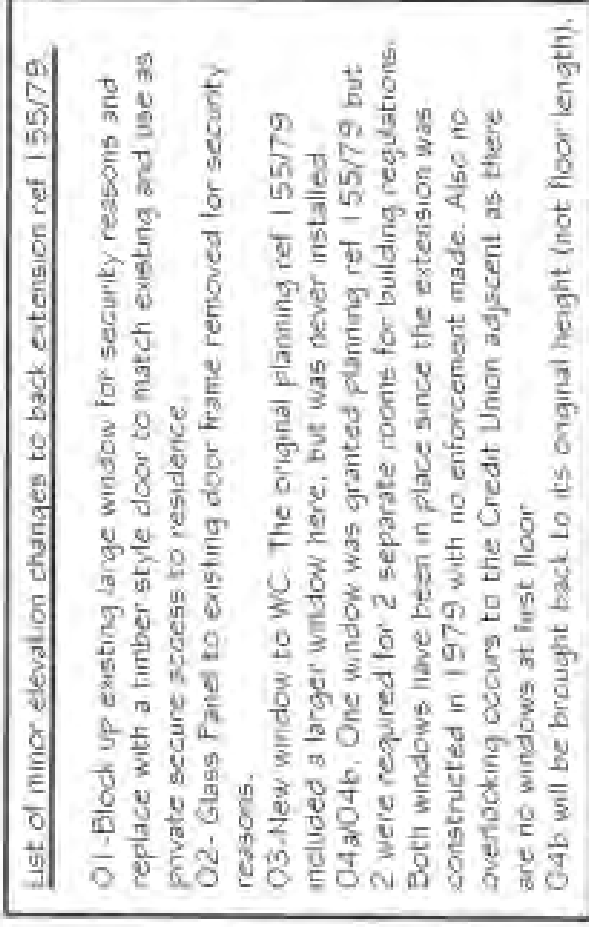 List of minor elevation changes to back extension ref 155/79
01-Block up existing large window for security reasons and
replace with a timber style door to match existing and use as
private secure access to residence.
02- Glass Panel to existing door frame removed for security
reasons.
03-New window to WC. The original planning ref 155/79
included a larger window here, but was never installed.
04a/04b. One window was granted planning ref 155/79 but
2 were required for 2 separate rooms for building regulations.
Both windows have been in place since the extension was
constructed in 1979, with no enforcement made. Also no
overlooking occurs to the Credit Union adjscent as there
are no windows at first floor
04b will be brought back to its original height (not floor length).